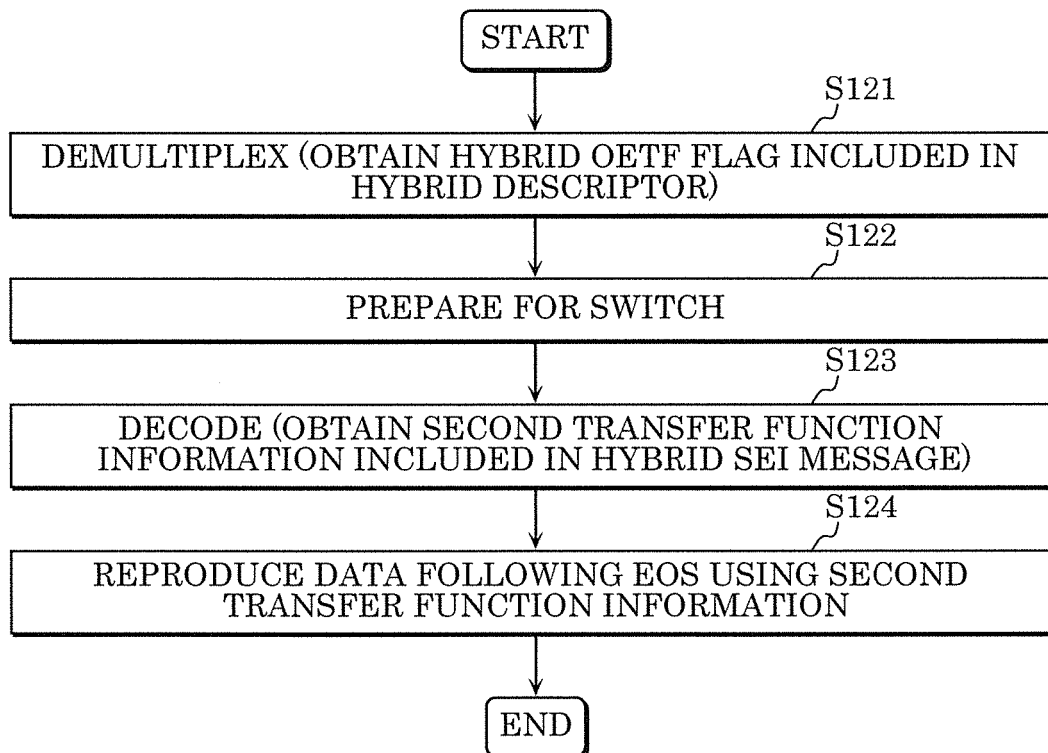 START
S121
DEMULTIPLEX (OBTAIN HYBRID OETF FLAG INCLUDED IN
HYBRID DESCRIPTOR)
S122
PREPARE FOR SWITCH
S123
DECODE (OBTAIN SECOND TRANSFER FUNCTION
INFORMATION INCLUDED IN HYBRID SEI MESSAGE)
S124
REPRODUCE DATA FOLLOWING EOS USING SECOND
TRANSFER FUNCTION INFORMATION
END